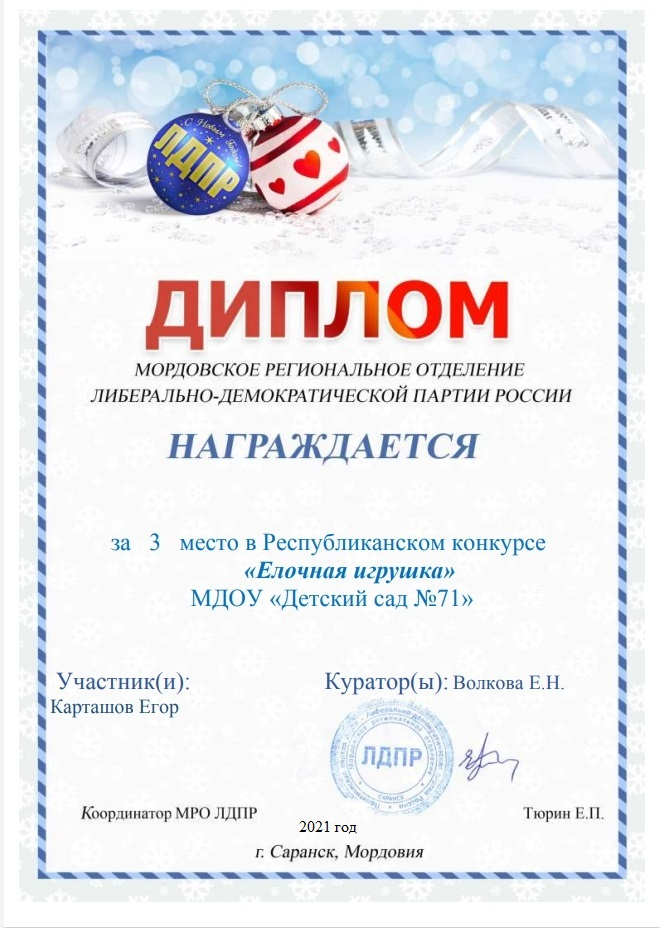 "С Новым Годом!
ЛДПР
ДИПЛОМ
МОРДОВСКОЕ РЕГИОНАЛЬНОЕ ОТДЕЛЕНИЕ
ЛИБЕРАЛЬНО-ДЕМОКРАТИЧЕСКОЙ ПАРТИИ РОССИИ
НАГРАЖДАЕТСЯ
за 3 место в Республиканском конкурсе
«Елочная игрушка»
МДОУ «Детский сад №71»
Участник(и):
Карташов Егор
Куратор(ы): Волкова Е.Н.
ЛДПР
САРАНСК
Координатор МРО ЛДПР
Тюрин Е.П.
2021 год
г. Саранск, Мордовия